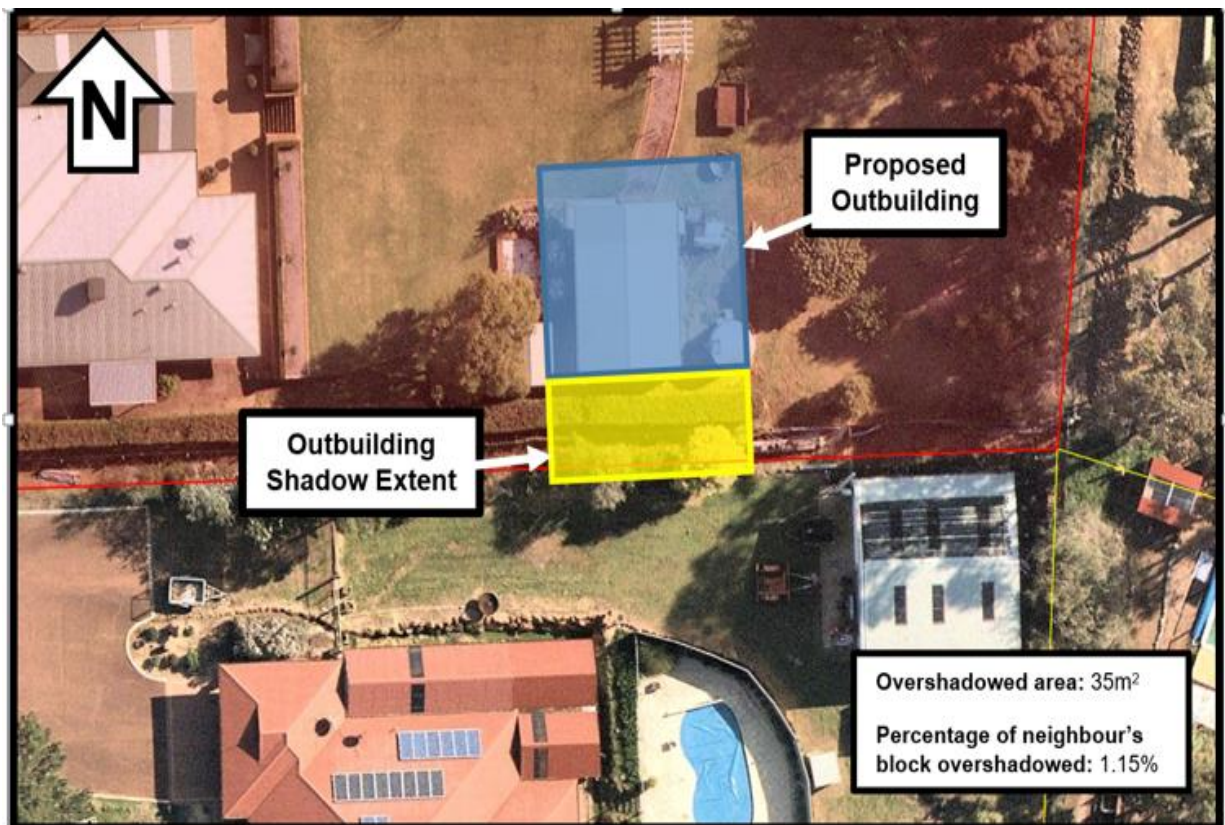 N
Proposed
Outbuilding
Outbuilding
Shadow Extent
Overshadowed area: 35m²
Percentage of neighbour's
block overshadowed: 1.15%